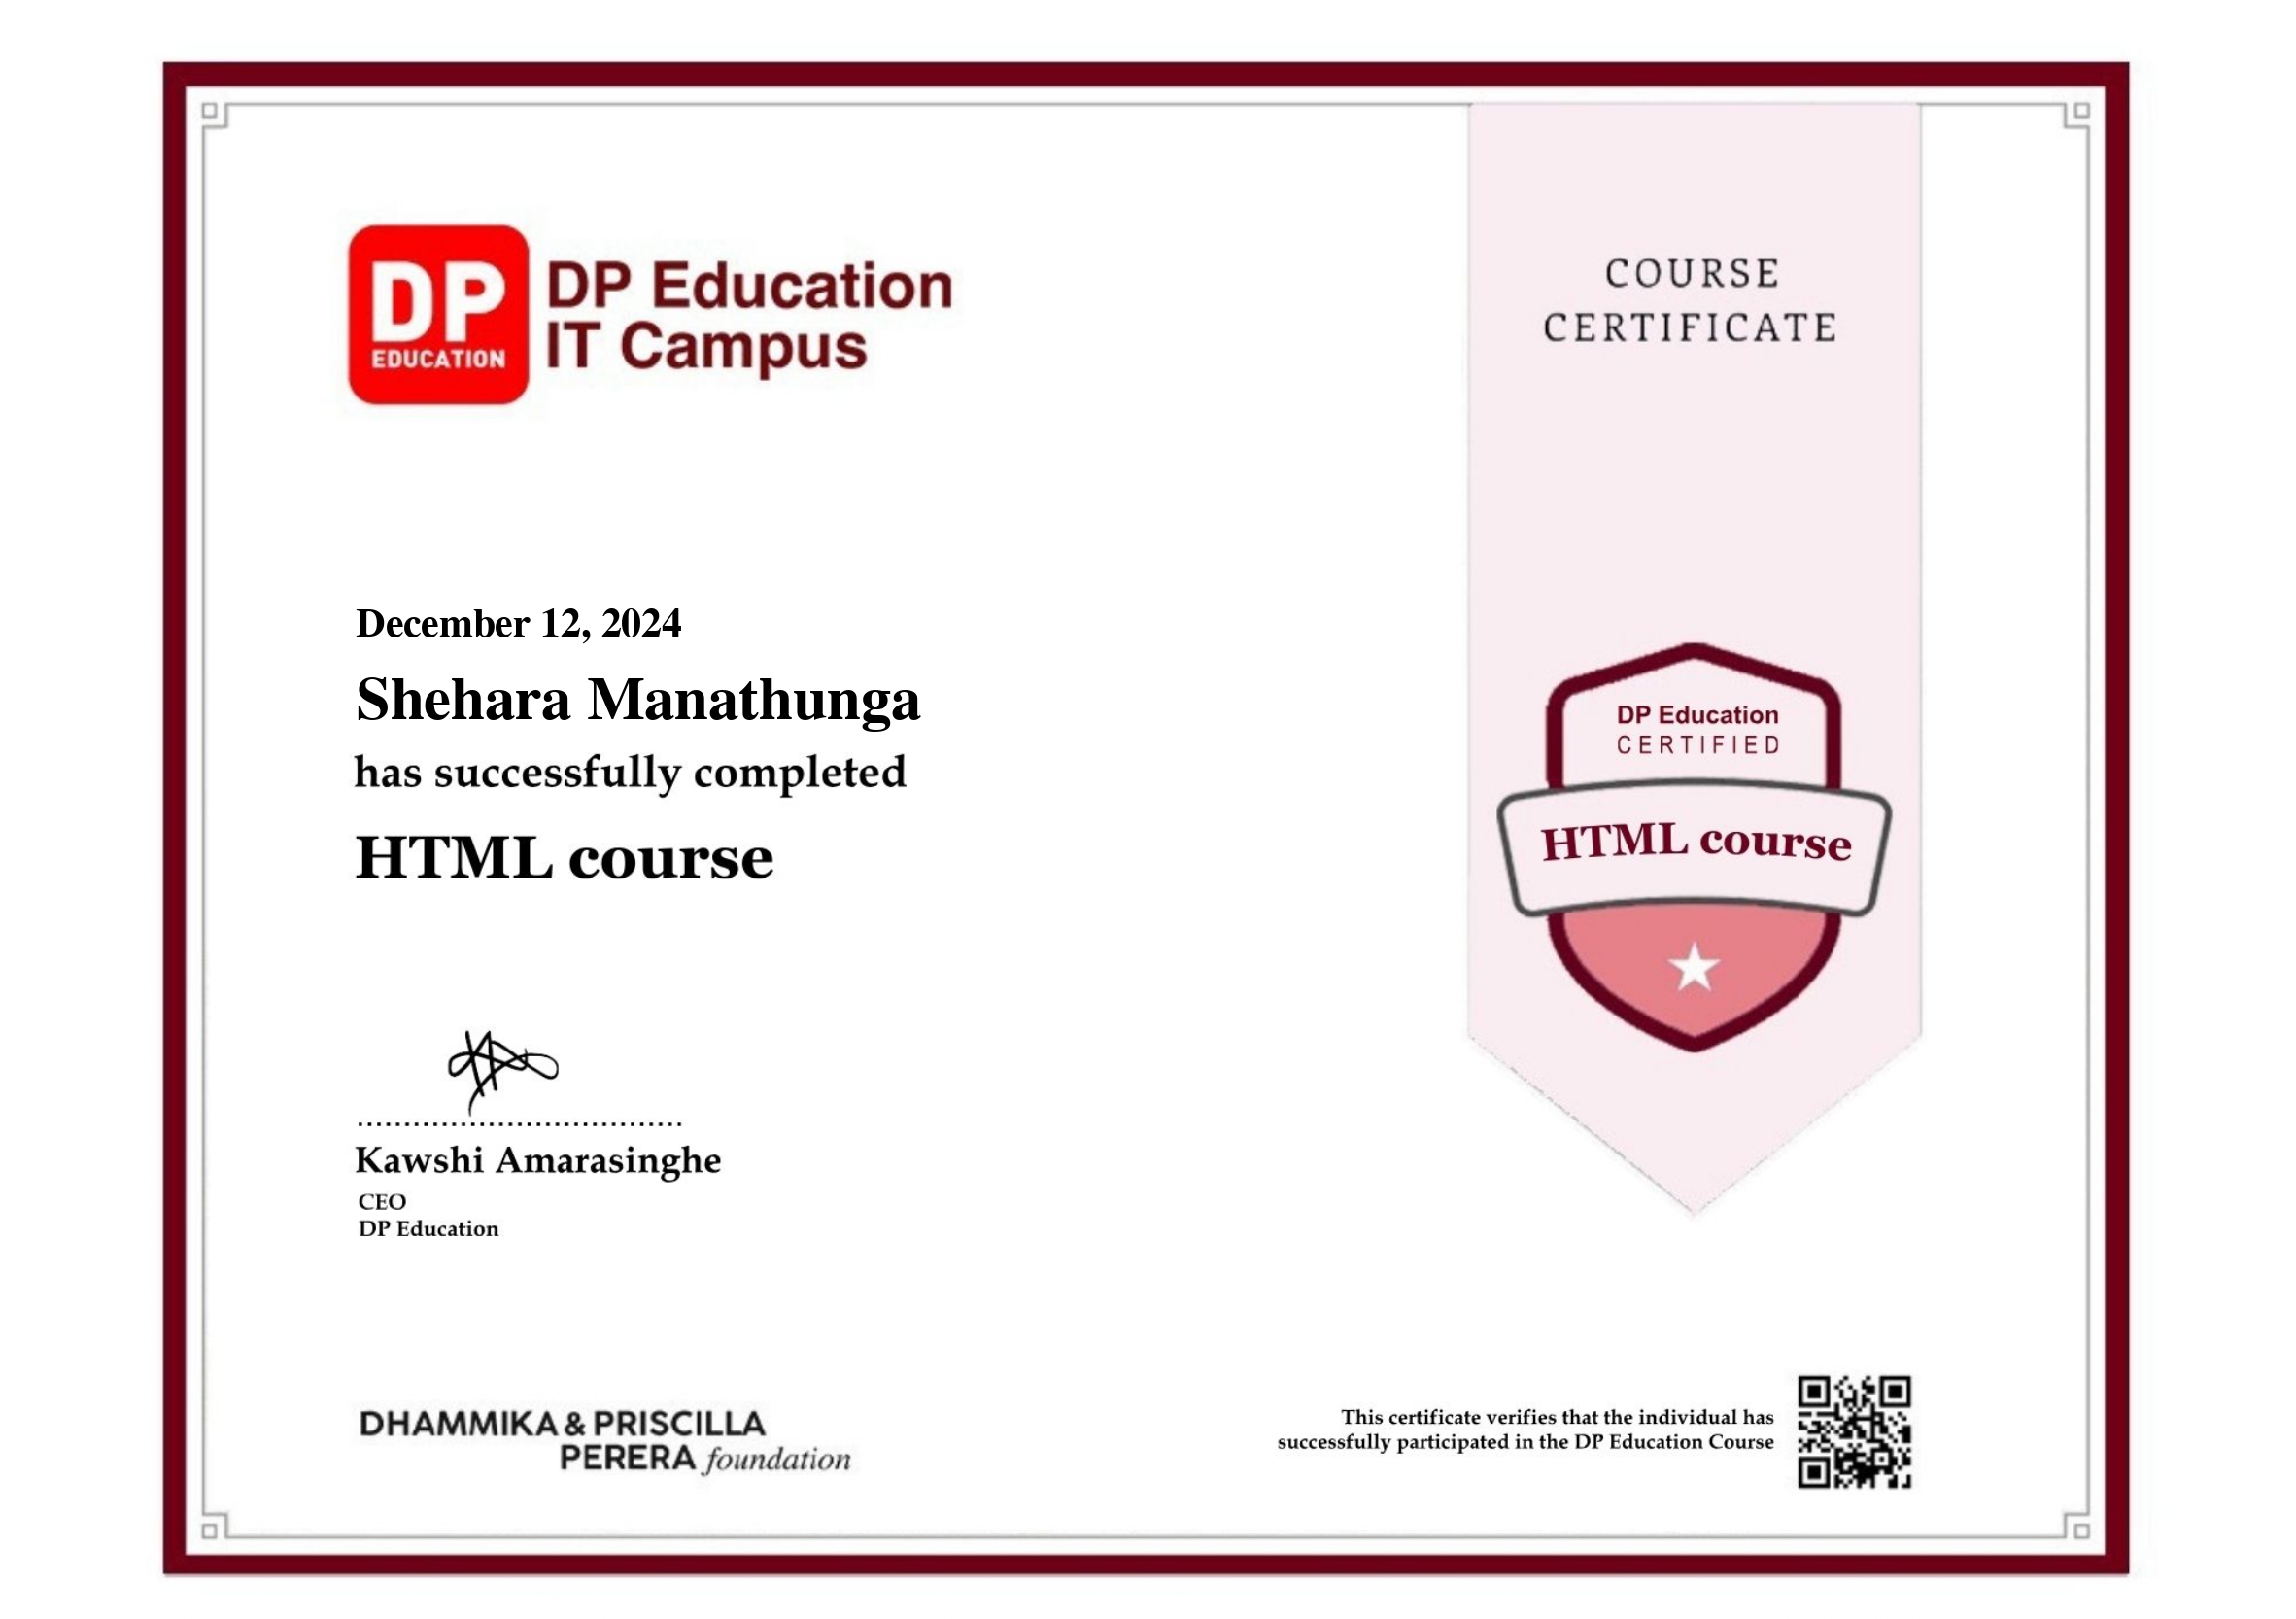 DP
EDUCATION
DP Education
IT Campus
COURSE
CERTIFICATE
December 12, 2024
Shehara Manathunga
has successfully completed
HTML course
DP Education
CERTIFIED
HTML course
Kawshi Amarasinghe
CEO
DP Education
DHAMMIKA & PRISCILLA
PERERA foundation
This certificate verifies that the individual has
successfully participated in the DP Education Course